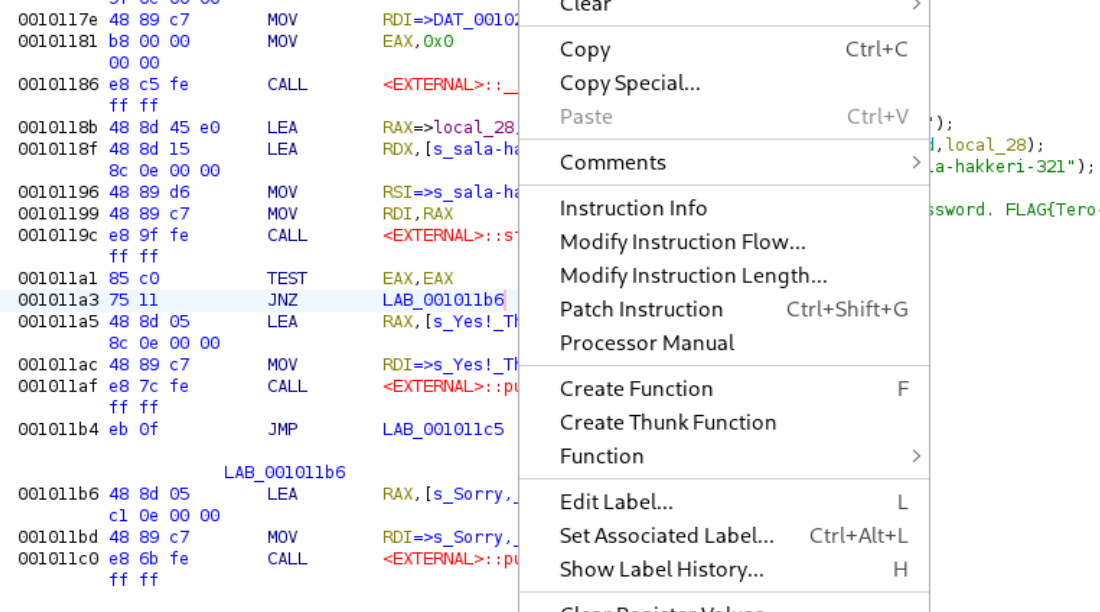 0010117e 48 89 c7 MOV RDI=>DAT_00102
00101181 b8 00 00 MOV EAX,0x0
00 00
00101186 e8 c5 fe CALL <EXTERNAL>::__
ff ff
0010118b 48 8d 45 e0 LEA RAX=>local_28,
0010118f 48 8d 15 LEA RDX,[s_sala-ha
8c 0e 00 00
00101196 48 89 d6 MOV RSI=>s_sala-ha
00101199 48 89 c7 MOV RDI,RAX
0010119c e8 9f fe CALL <EXTERNAL>::st
ff ff
001011a1 85 c0 TEST EAX,EAX
001011a3 75 11 JNZ LAB_001011b6
001011a5 48 8d 05 LEA RAX,[s_Yes!_Th
8c 0e 00 00
001011ac 48 89 c7 MOV RDI=>s_Yes!_Th
001011af e8 7c fe CALL <EXTERNAL>::pu
ff ff
001011b4 eb 0f JMP LAB_001011c5
LAB_001011b6
001011b6 48 8d 05 LEA RAX,[s_Sorry,_
c1 0e 00 00
001011bd 48 89 c7 MOV RDI=>s_Sorry,_
001011c0 e8 6b fe CALL <EXTERNAL>::pu
ff ff
Clear
Copy Ctrl+C
Copy Special...
Paste Ctrl+V
Comments
Instruction Info
Modify Instruction Flow...
Modify Instruction Length...
Patch Instruction Ctrl+Shift+G
Processor Manual
Create Function F
Create Thunk Function
Function
Edit Label... L
Set Associated Label... Ctrl+Alt+L
Show Label History... H
Clear Register Values
");
,local_28);
la-hakkeri-321");
ssword. FLAG{Tero-